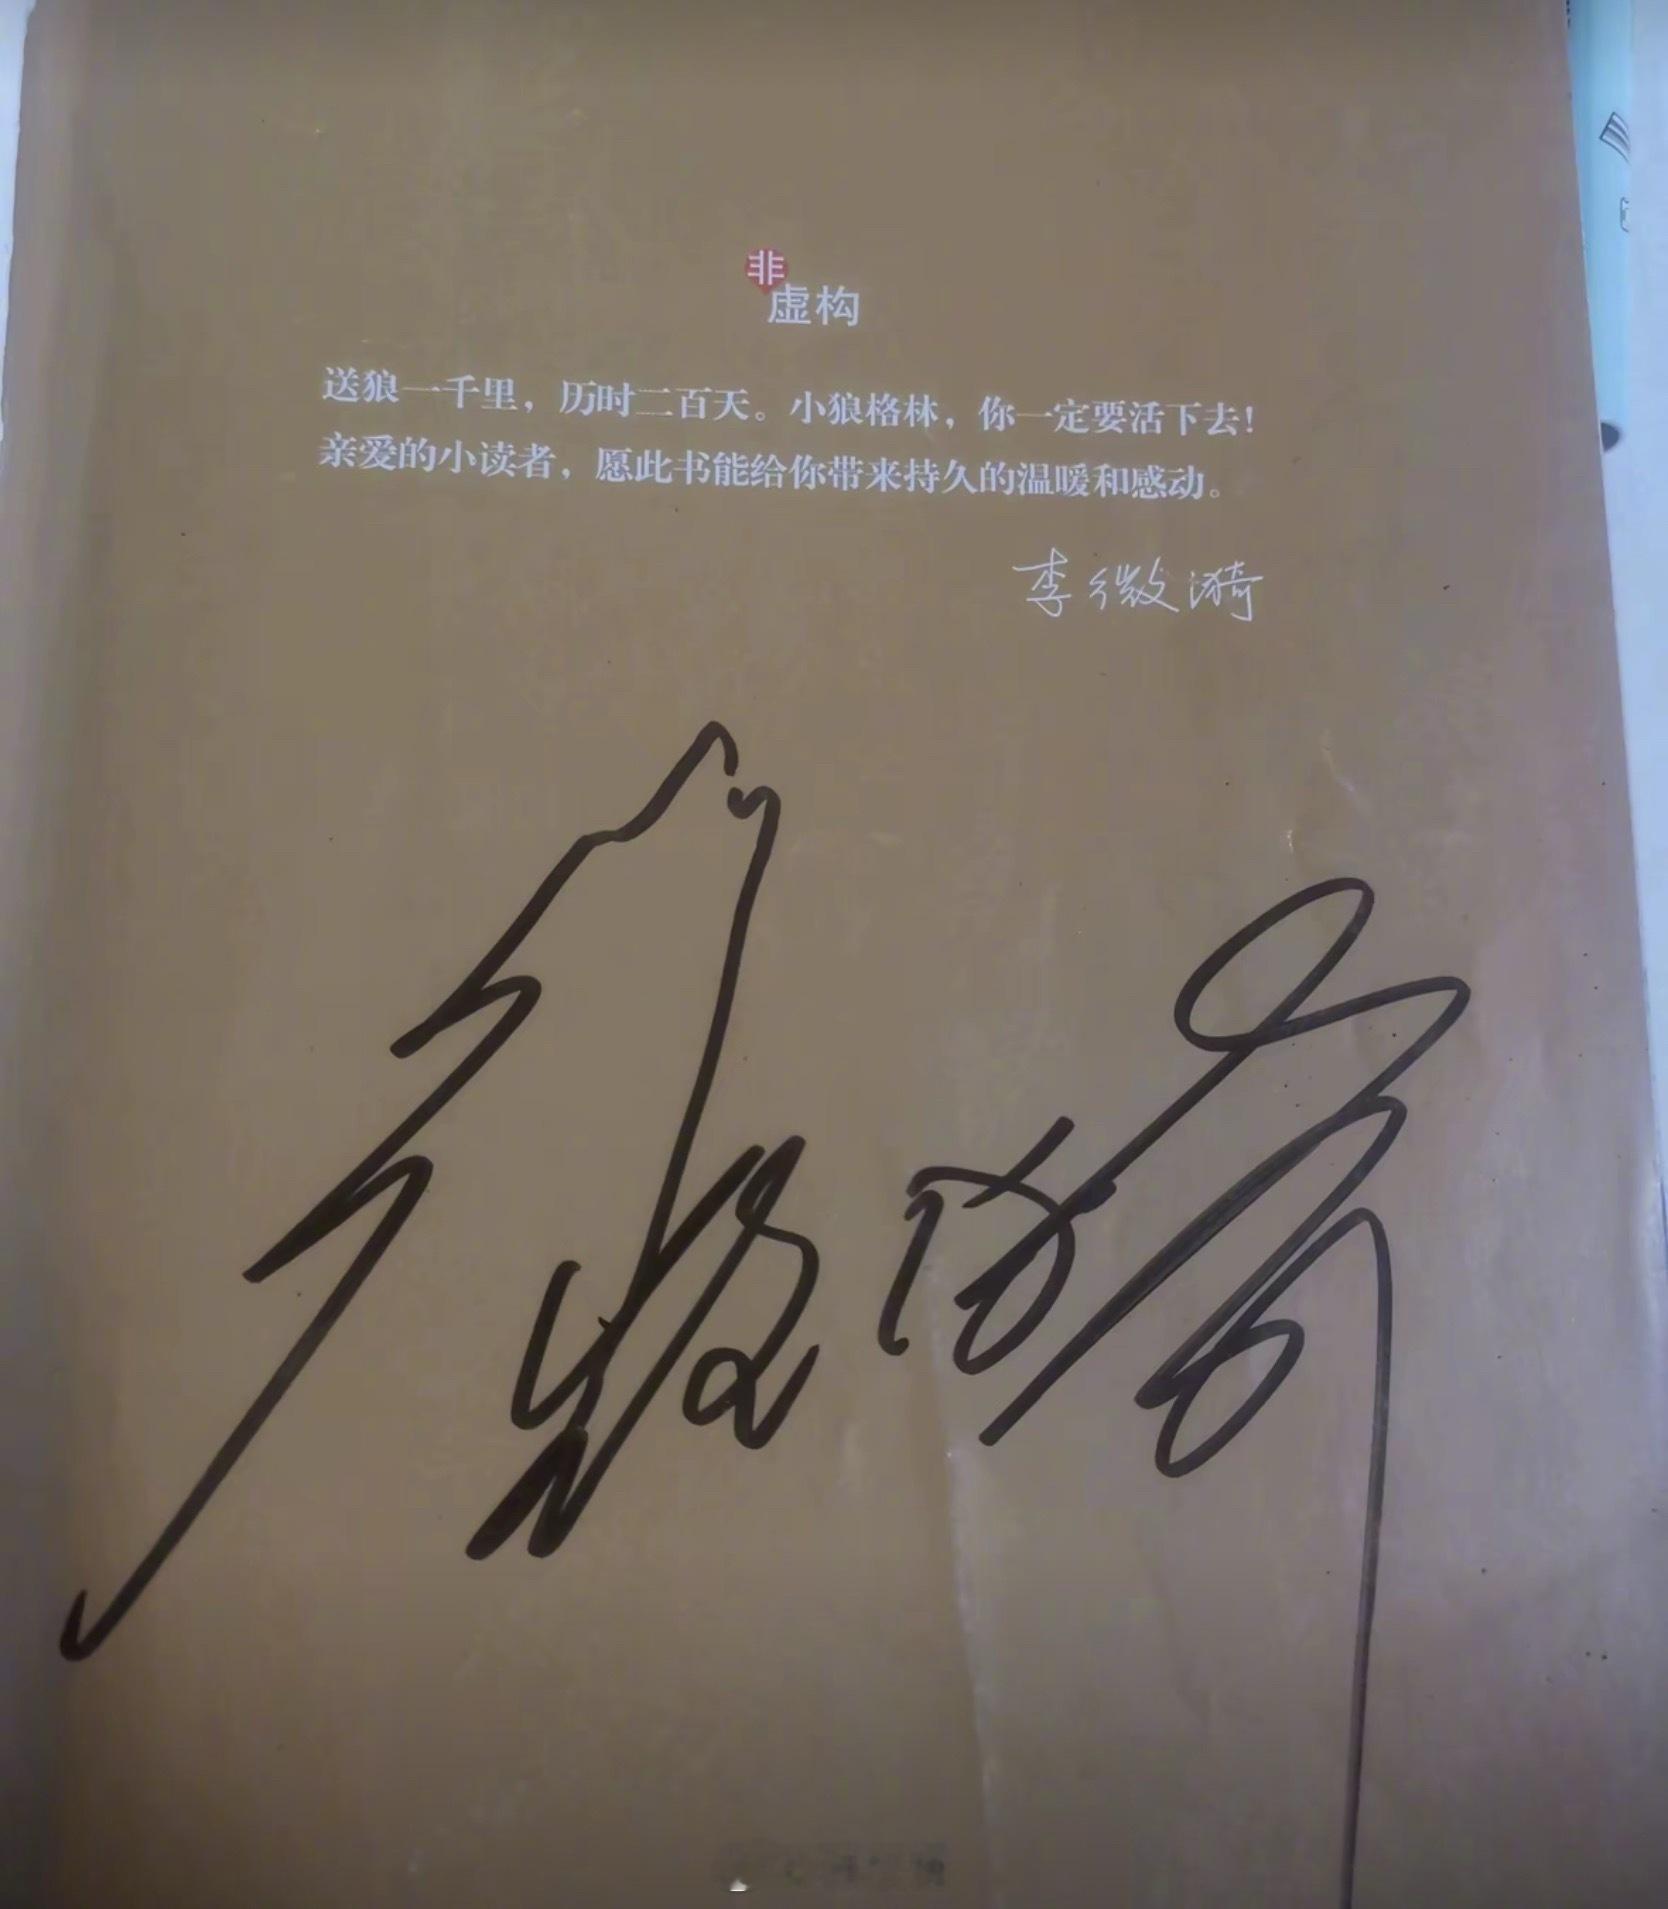 非
虚构
送狼一千里，历时二百天。小狼格林，你一定要活下去！
亲爱的小读者，愿此书能给你带来持久的温暖和感动。
李微漪